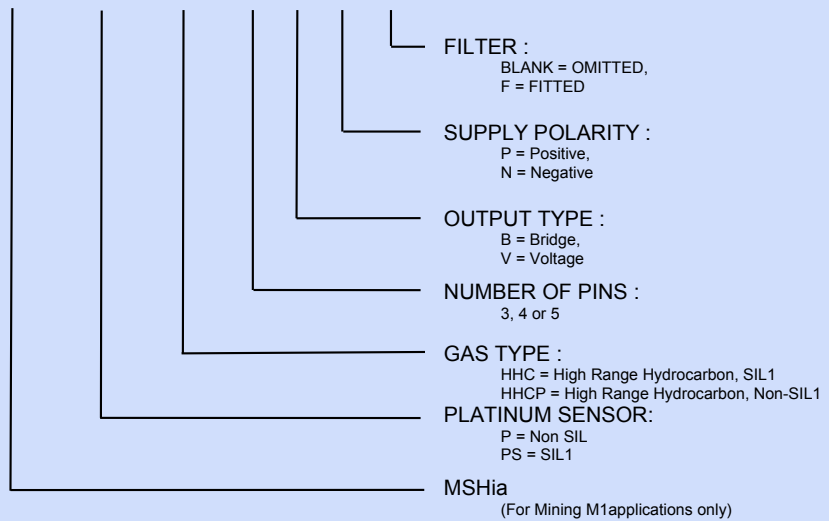 FILTER :
BLANK = OMITTED,
F = FITTED
SUPPLY POLARITY :
P = Positive,
N = Negative
OUTPUT TYPE :
B = Bridge,
V = Voltage
NUMBER OF PINS :
3, 4 or 5
GAS TYPE :
HHC = High Range Hydrocarbon, SIL1
HHCP = High Range Hydrocarbon, Non-SIL1
PLATINUM SENSOR:
P = Non SIL
PS = SIL1
MSHia
(For Mining M1applications only)